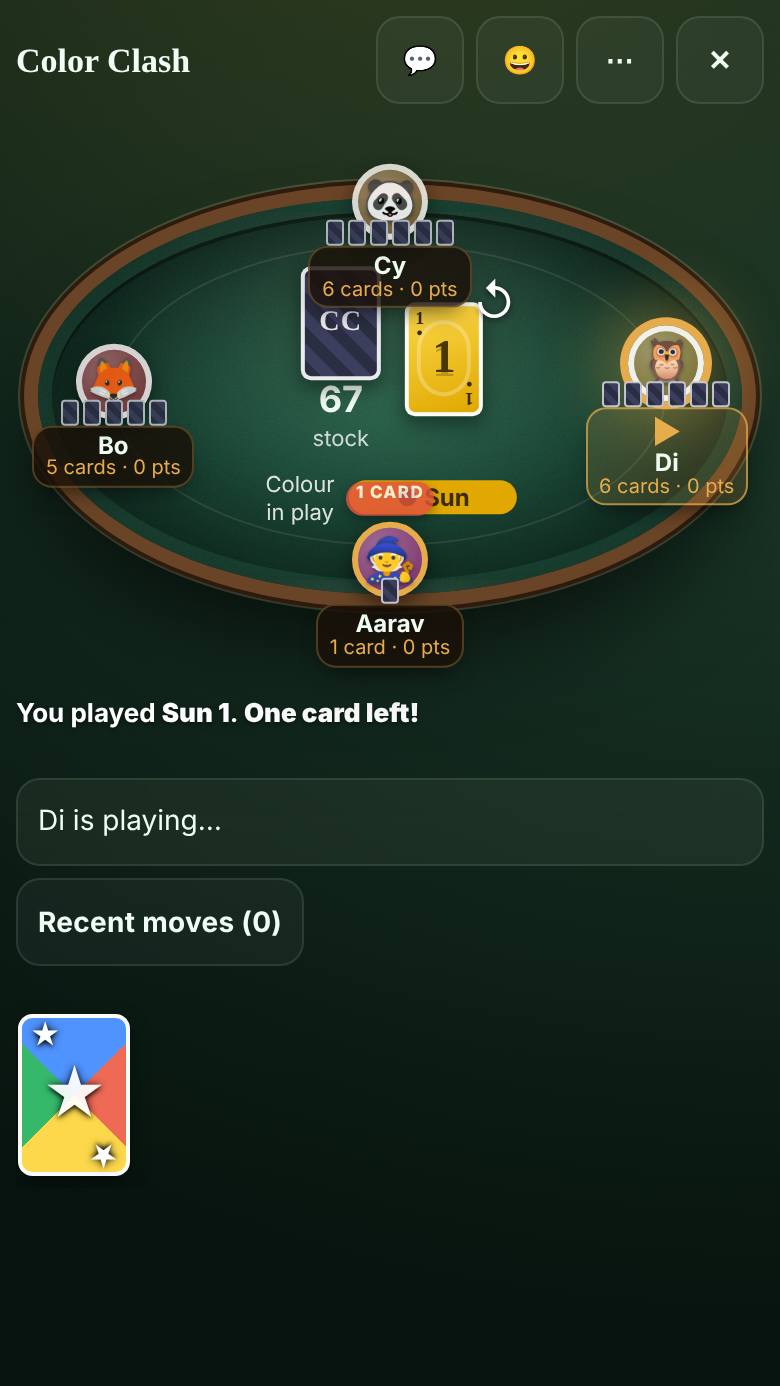 Color Clash
Cy
6 cards · 0 pts
CC
1
1
1
67
stock
Bo
5 cards · 0 pts
Di
6 cards · 0 pts
Colour
in play
1 CARD
Sun
Aarav
1 card · 0 pts
You played Sun 1. One card left!
Di is playing...
Recent moves (0)